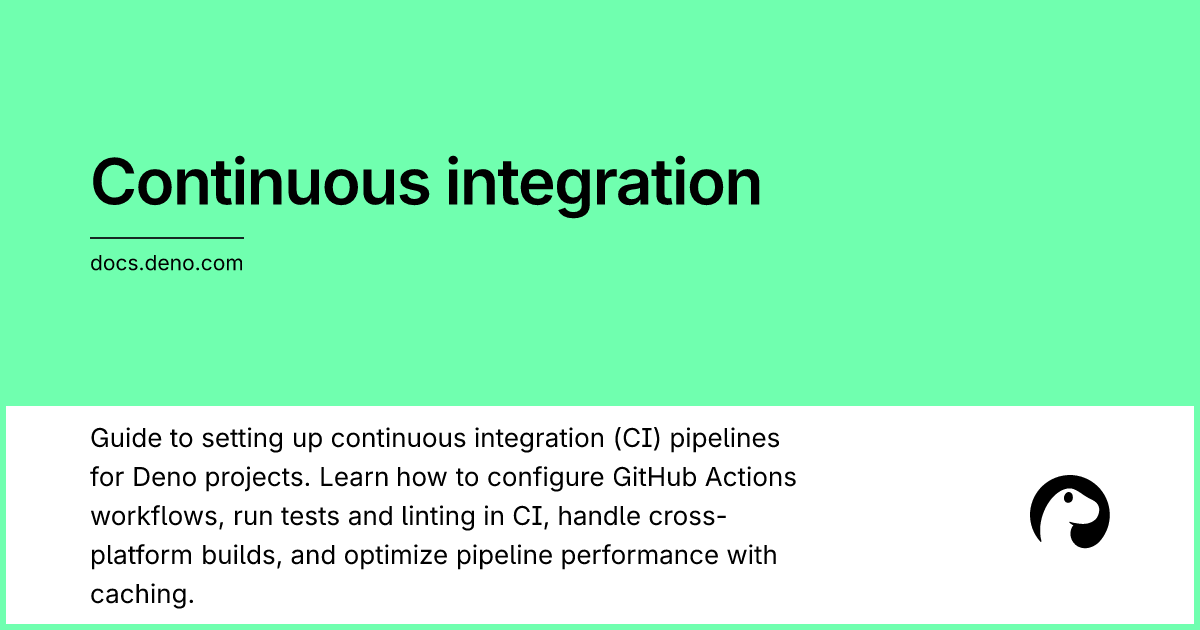 Continuous integration
docs.deno.com
Guide to setting up continuous integration (CI) pipelines
for Deno projects. Learn how to configure GitHub Actions
workflows, run tests and linting in CI, handle cross-
platform builds, and optimize pipeline performance with
caching.